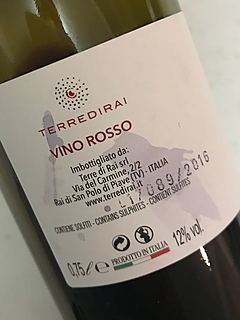 TERREDIRAI
VINO ROSSO
Imbottigliato da:
Terre di Rai srl
Via del Carmine, 2/2
Rai di San Polo di Piave (TV) - ITALIA
www.terredirai.it
089/2016
CONTIENE SOLFITI - CONTAINS SULPHITES - CONTIENT SULFITES
0,75 l e 12% vol.
PRODOTTO IN ITALIA